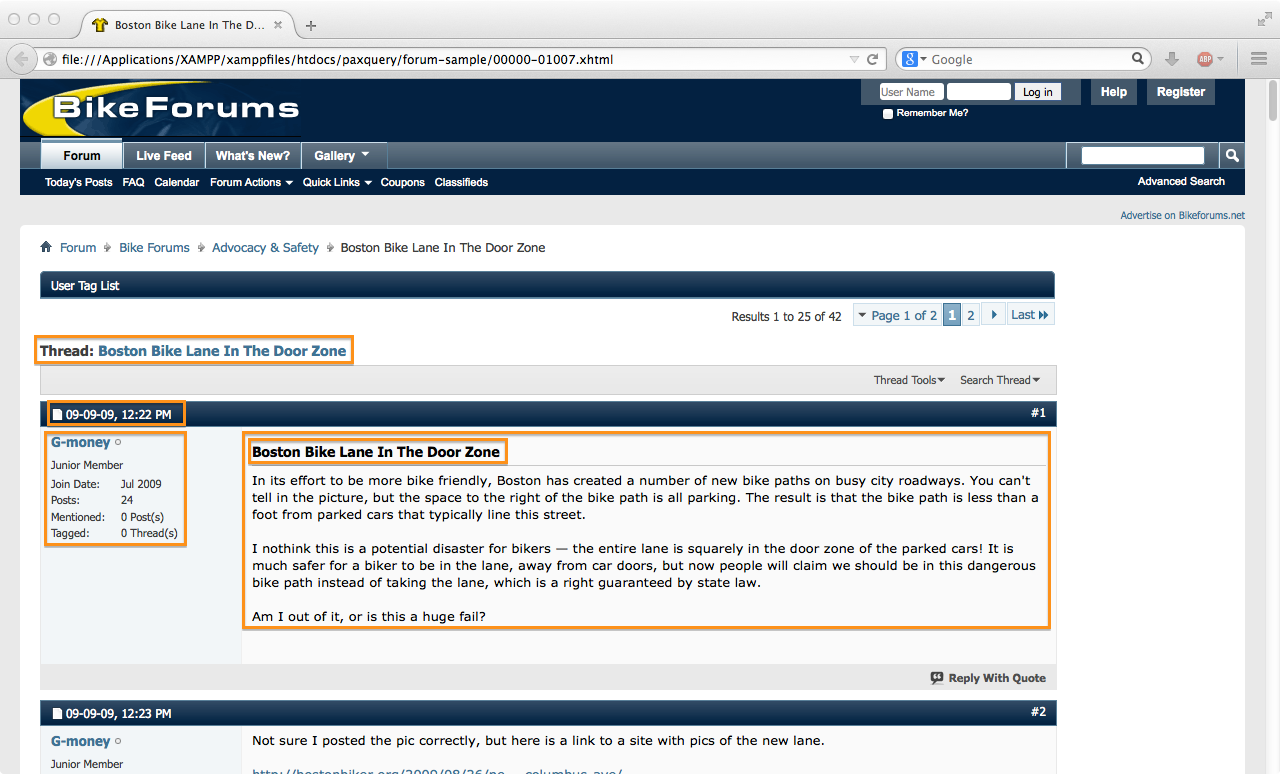 Boston Bike Lane In The D...
file:///Applications/XAMPP/xamppfiles/htdocs/paxquery/forum-sample/00000-01007.xhtml
Google
ABP
BikeForums
User Name
Log in
Help
Register
Remember Me?
Forum
Live Feed
What's New?
Gallery
Today's Posts FAQ Calendar Forum Actions Quick Links Coupons Classifieds
Advanced Search
Advertise on Bikeforums.net
Forum Bike Forums Advocacy & Safety Boston Bike Lane In The Door Zone
User Tag List
Results 1 to 25 of 42 Page 1 of 2 1 2 Last
Thread: Boston Bike Lane In The Door Zone
Thread Tools Search Thread
09-09-09, 12:22 PM #1
G-money
Junior Member
Join Date: Jul 2009
Posts: 24
Mentioned: 0 Post(s)
Tagged: 0 Thread(s)
Boston Bike Lane In The Door Zone
In its effort to be more bike friendly, Boston has created a number of new bike paths on busy city roadways. You can't
tell in the picture, but the space to the right of the bike path is all parking. The result is that the bike path is less than a
foot from parked cars that typically line this street.
I nothink this is a potential disaster for bikers — the entire lane is squarely in the door zone of the parked cars! It is
much safer for a biker to be in the lane, away from car doors, but now people will claim we should be in this dangerous
bike path instead of taking the lane, which is a right guaranteed by state law.
Am I out of it, or is this a huge fail?
Reply With Quote
09-09-09, 12:23 PM #2
G-money
Junior Member
Not sure I posted the pic correctly, but here is a link to a site with pics of the new lane.